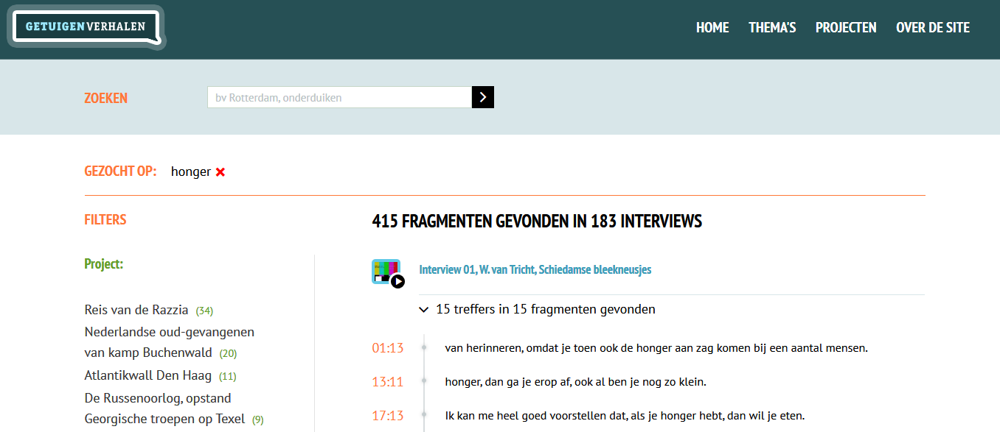 GETUIGENVERHALEN
HOME THEMA'S PROJECTEN OVER DE SITE
ZOEKEN
bv Rotterdam, onderduiken
GEZOCHT OP: honger
FILTERS
Project:
Reis van de Razzia (34)
Nederlandse oud-gevangenen
van kamp Buchenwald (20)
Atlantikwall Den Haag (11)
De Russenoorlog, opstand
Georgische troepen op Texel (9)
415 FRAGMENTEN GEVONDEN IN 183 INTERVIEWS
Interview 01, W. van Tricht, Schiedamse bleekneusjes
15 treffers in 15 fragmenten gevonden
01:13 van herinneren, omdat je toen ook de honger aan zag komen bij een aantal mensen.
13:11 honger, dan ga je erop af, ook al ben je nog zo klein.
17:13 Ik kan me heel goed voorstellen dat, als je honger hebt, dan wil je eten.